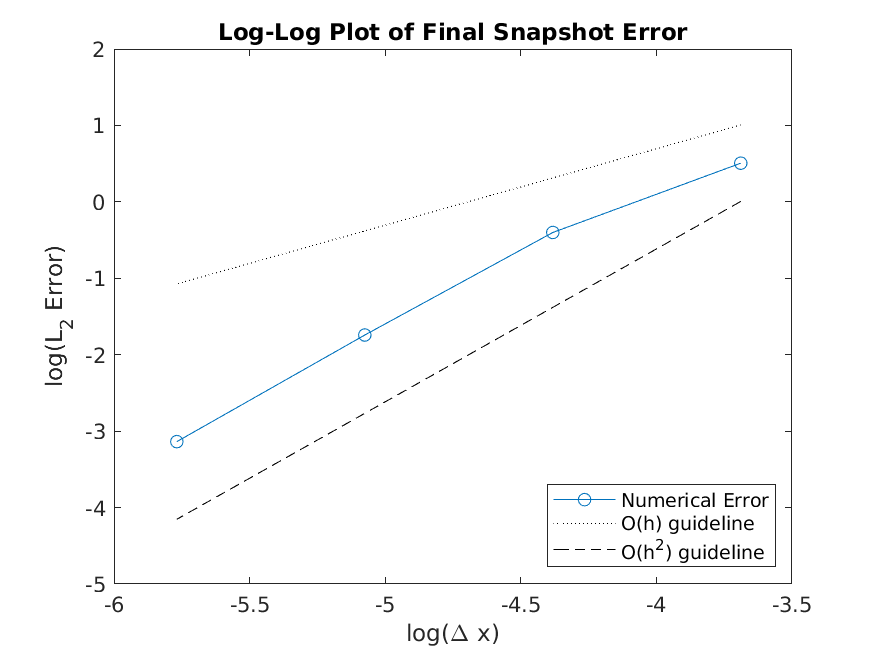 Log-Log Plot of Final Snapshot Error
2
1
0
-1
-2
-3
-4
-5
log(L2 Error)
Numerical Error
O(h) guideline
O(h²) guideline
-6
-5.5
-5
-4.5
-4
-3.5
log(Δ x)